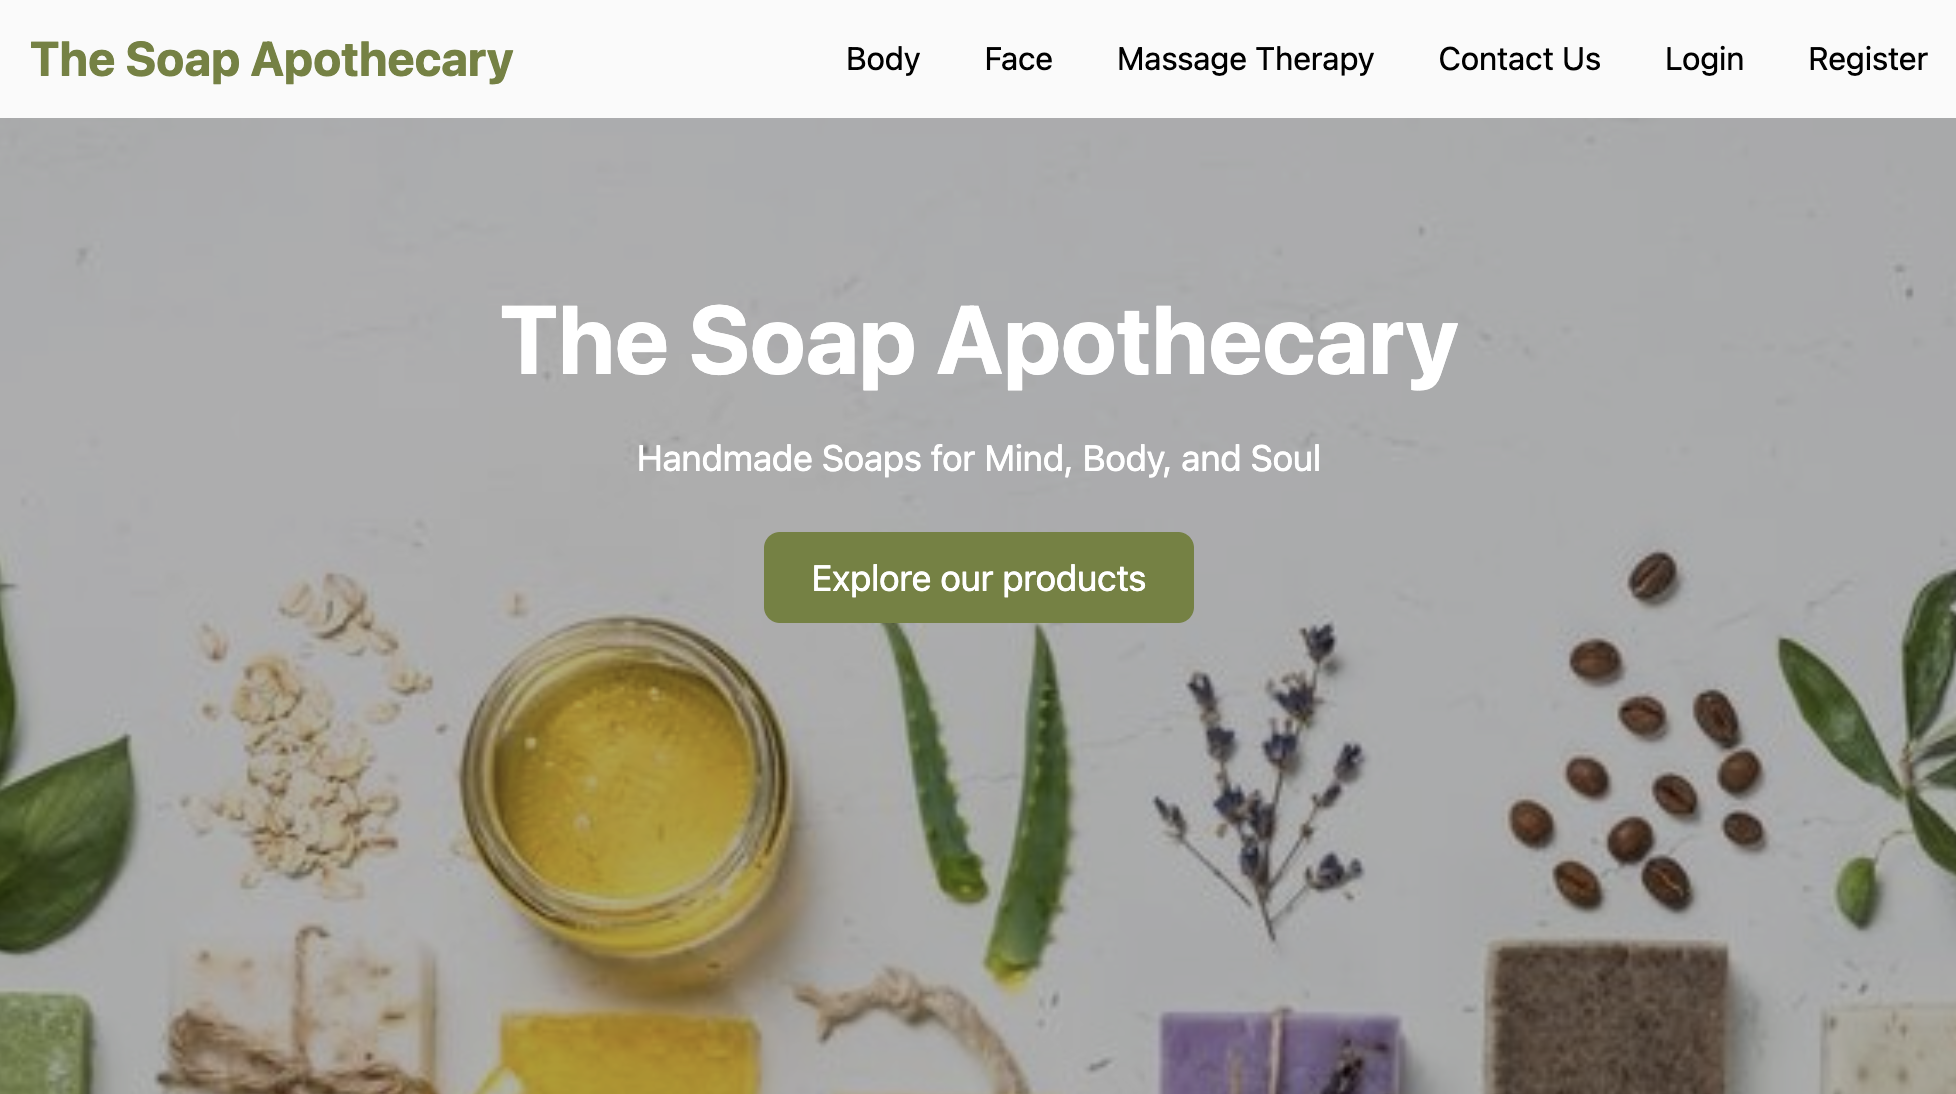 The Soap Apothecary
Body Face Massage Therapy Contact Us Login Register
The Soap Apothecary
Handmade Soaps for Mind, Body, and Soul
Explore our products